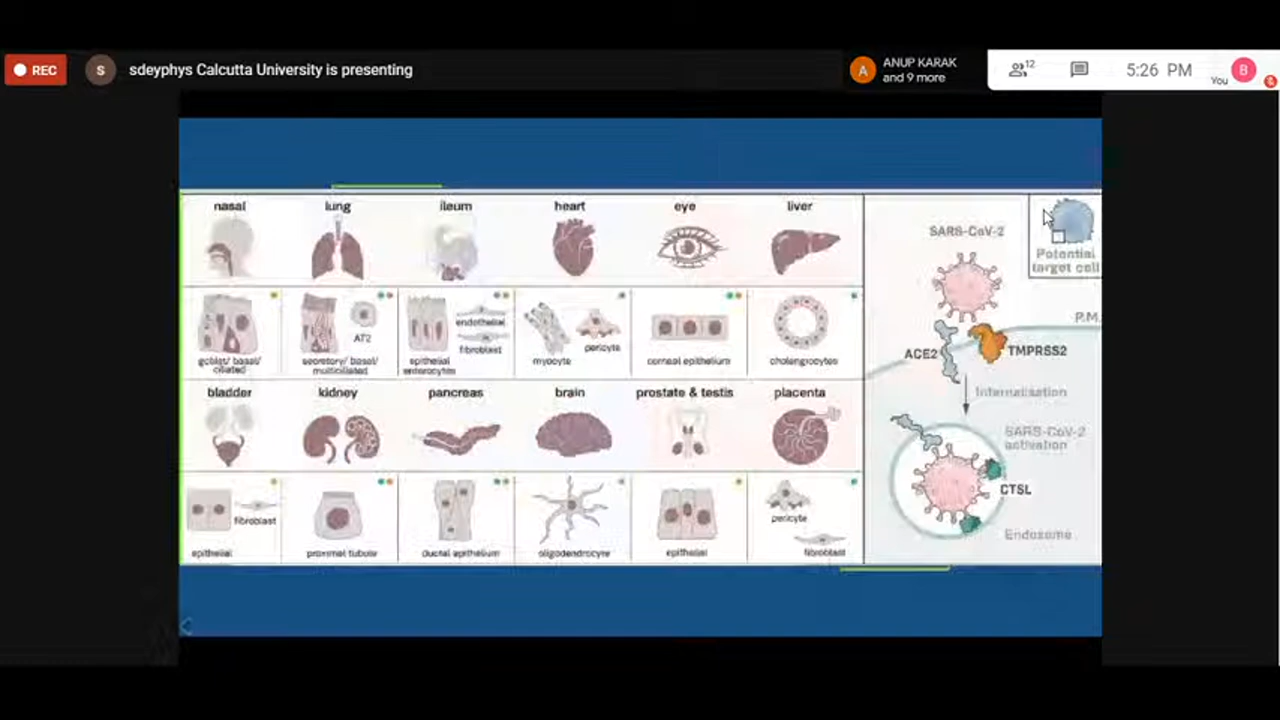 REC
S
sdeyphys Calcutta University is presenting
A
ANUP KARAK
and 9 more
12
5:26 PM
You
B
nasal
lung
ileum
heart
eye
liver
goblet/ basal/
ciliated
secretory/ basal/
multiciliated
AT2
epithelial
enterocytes
endothelial
fibroblast
myocyte
pericyte
corneal epithelium
cholangocytes
bladder
kidney
pancreas
brain
prostate & testis
placenta
epithelial
fibroblast
proximal tubule
ductal epithelium
oligodendrocyte
epithelial
pericyte
fibroblast
SARS-CoV-2
Potential
target cell
P.M.
ACE2
TMPRSS2
Internalisation
SARS-CoV-2
activation
CTSL
Endosome